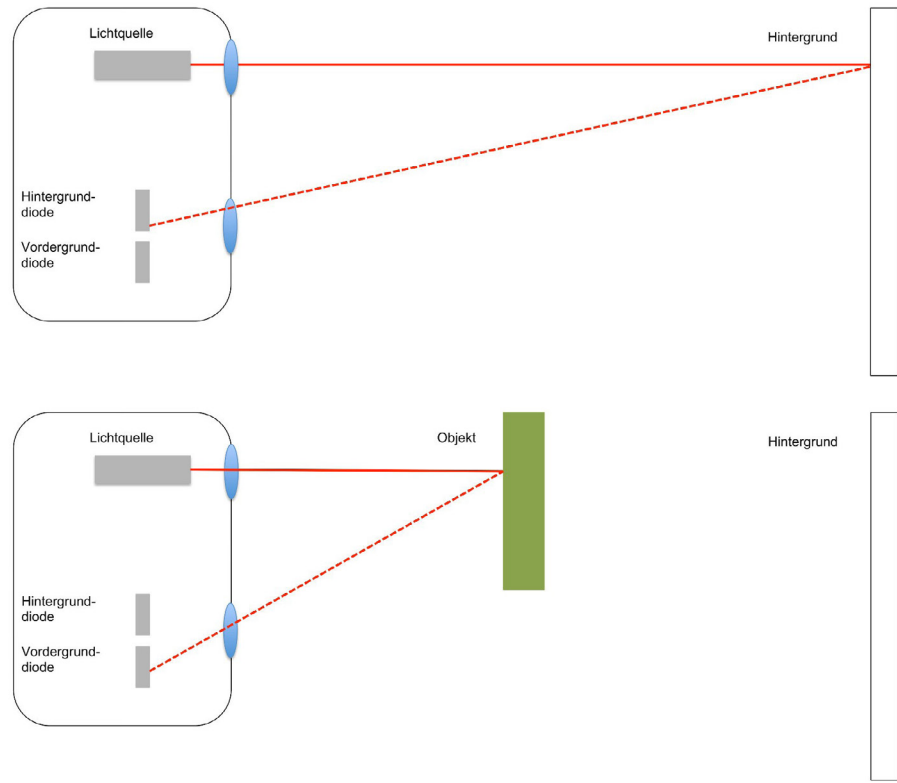 Lichtquelle
Hintergrund
Hintergrund-
diode
Vordergrund-
diode
Lichtquelle
Objekt
Hintergrund
Hintergrund-
diode
Vordergrund-
diode